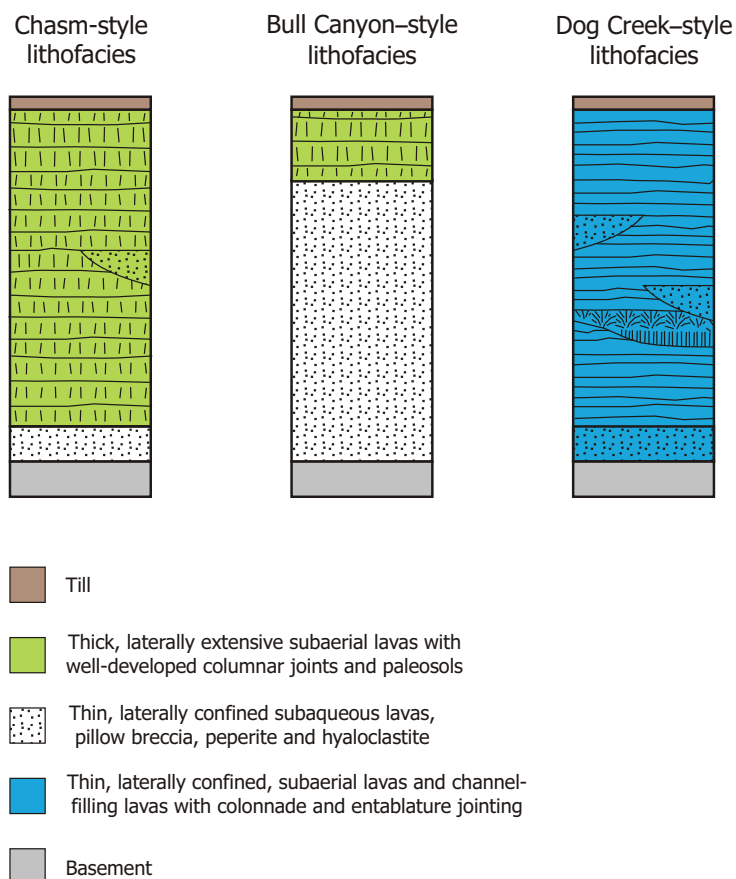 Chasm-style
lithofacies
Bull Canyon–style
lithofacies
Dog Creek–style
lithofacies
Till
Thick, laterally extensive subaerial lavas with
well-developed columnar joints and paleosols
Thin, laterally confined subaqueous lavas,
pillow breccia, peperite and hyaloclastite
Thin, laterally confined, subaerial lavas and channel-
filling lavas with colonnade and entablature jointing
Basement